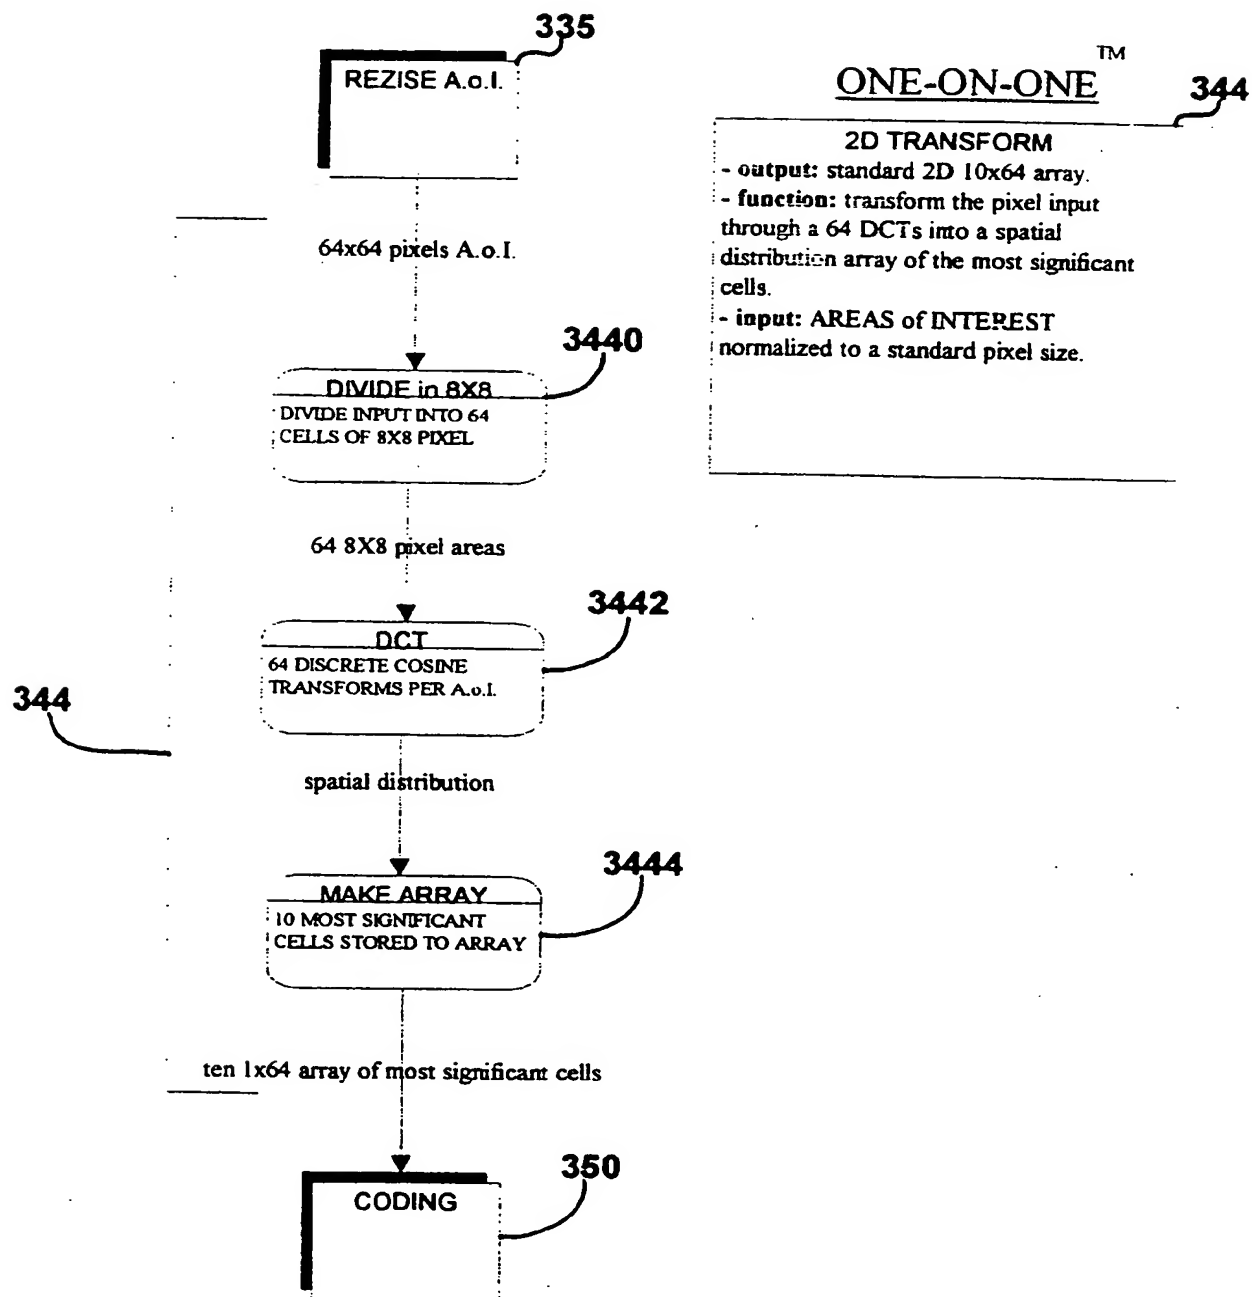 335
REZISE A.o.I.
TM
ONE-ON-ONE
344
2D TRANSFORM
- output: standard 2D 10x64 array.
- function: transform the pixel input
through a 64 DCTs into a spatial
distribution array of the most significant
cells.
- input: AREAS of INTEREST
normalized to a standard pixel size.
64x64 pixels A.o.I.
3440
DIVIDE in 8X8
DIVIDE INPUT INTO 64
CELLS OF 8X8 PIXEL
64 8X8 pixel areas
3442
DCT
64 DISCRETE COSINE
TRANSFORMS PER A.o.I.
344
spatial distribution
3444
MAKE ARRAY
10 MOST SIGNIFICANT
CELLS STORED TO ARRAY
ten 1x64 array of most significant cells
350
CODING